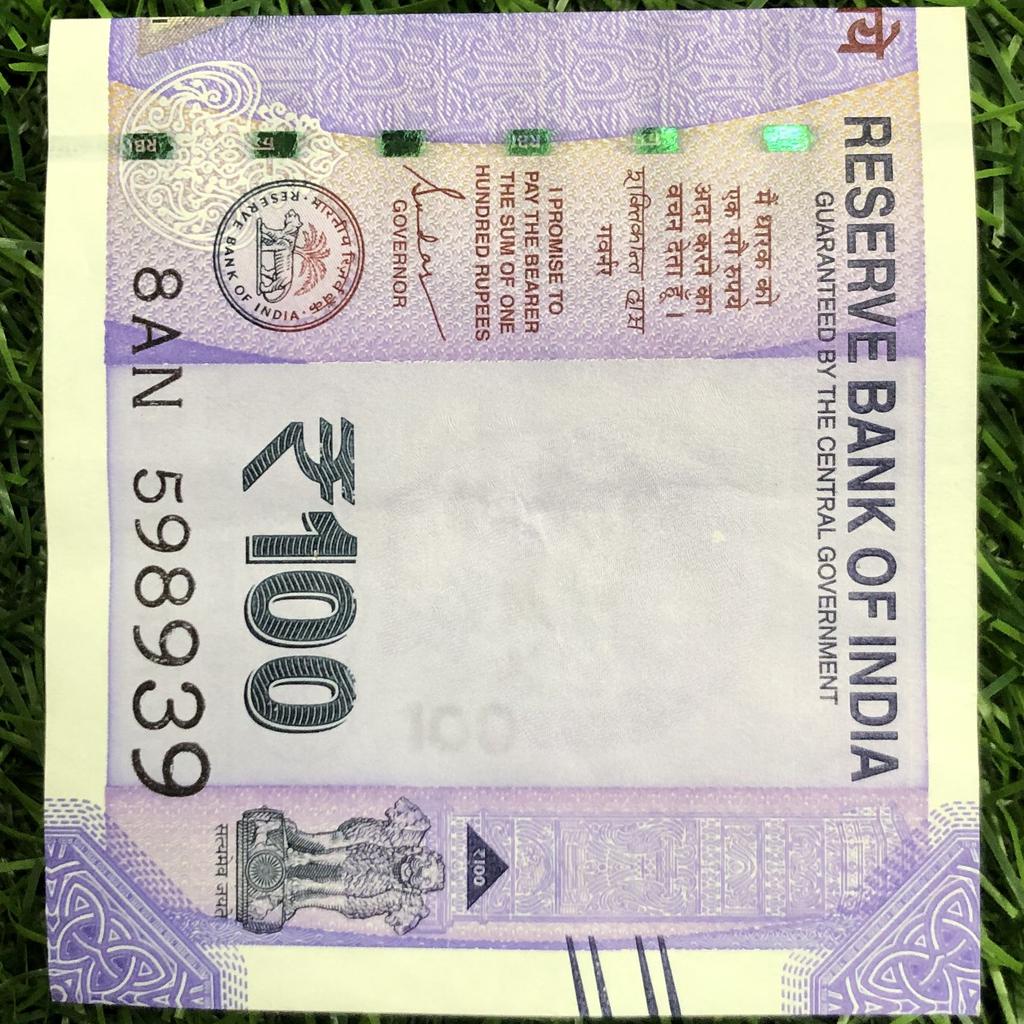 पये
RESERVE BANK OF INDIA
GUARANTEED BY THE CENTRAL GOVERNMENT
मैं धारक को
एक सौ रुपये
अदा करने का
वचन देता हूँ।
शक्तिकान्त दास
गवर्नर
I PROMISE TO
PAY THE BEARER
THE SUM OF ONE
HUNDRED RUPEES
GOVERNOR
भारतीय रिज़र्व बैंक
RESERVE BANK OF INDIA
RBI
RBI
₹100
100
100
सत्यमेव जयते
8AN 598939